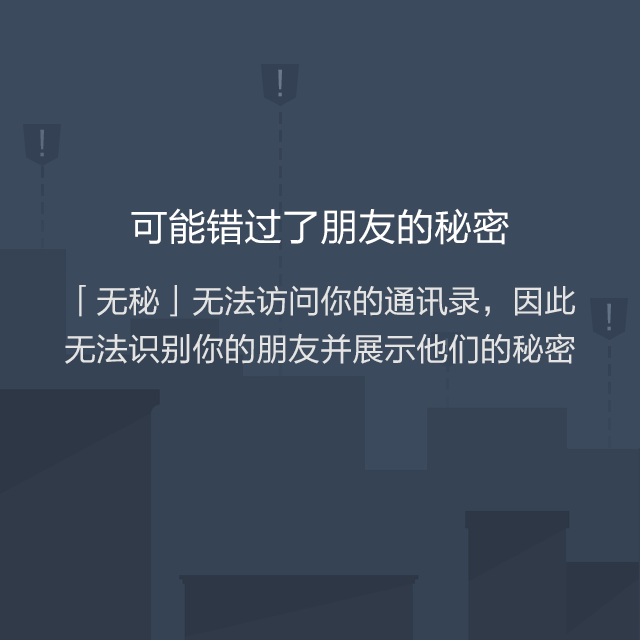 !
!
可能错过了朋友的秘密
「无秘」无法访问你的通讯录，因此
!
无法识别你的朋友并展示他们的秘密